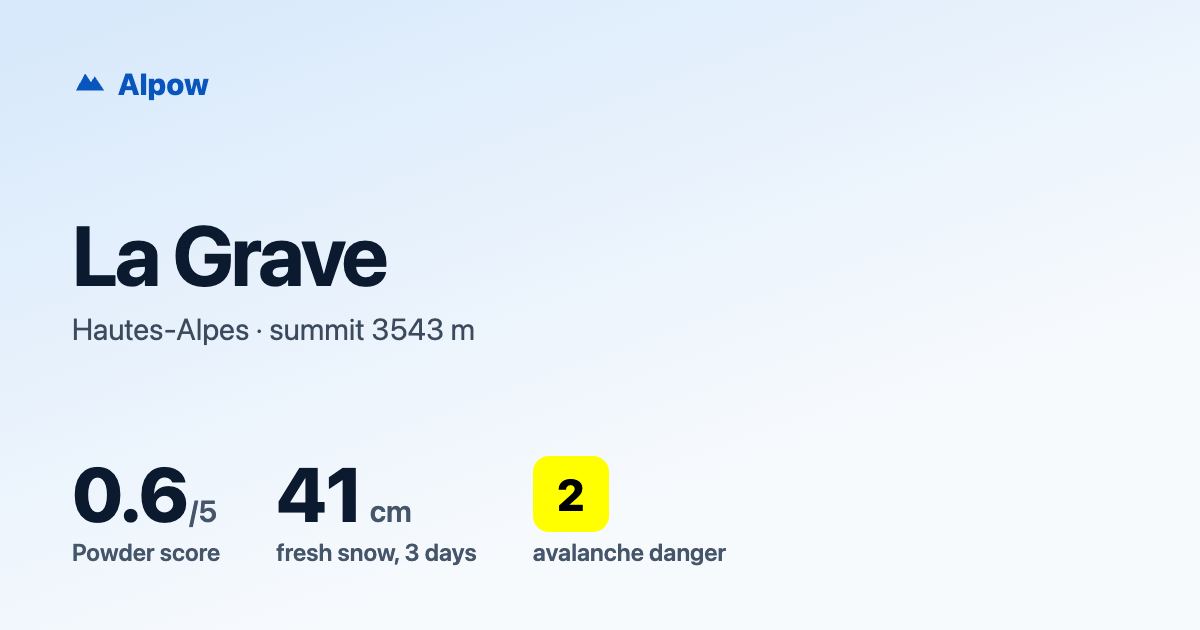 Alpow
La Grave
Hautes-Alpes · summit 3543 m
0.6/5 41 cm 2
Powder score fresh snow, 3 days avalanche danger